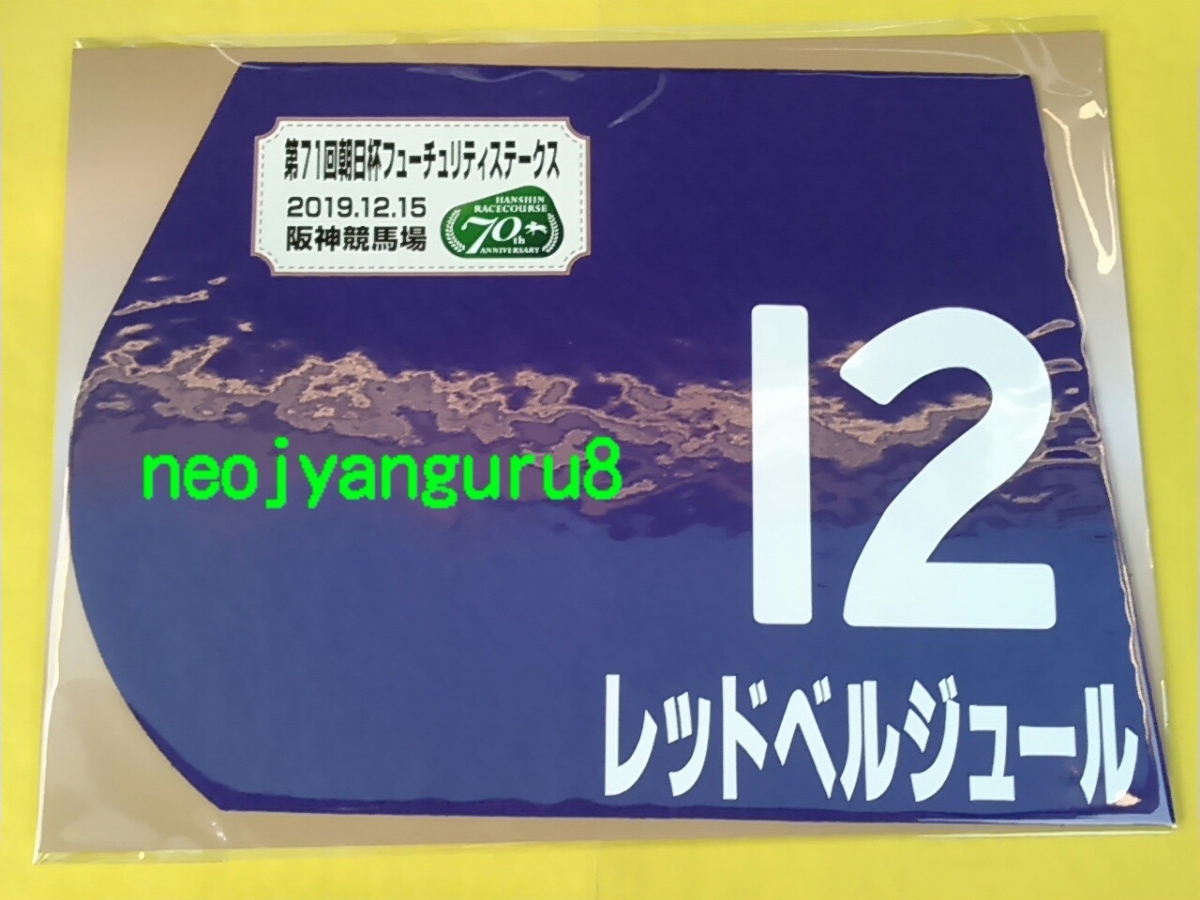 第71回朝日杯フューチュリティステークス
2019.12.15
阪神競馬場
HANSHIN
RACECOURSE
70th
ANNIVERSARY
12
neojyanguru8
レッドベルジュール